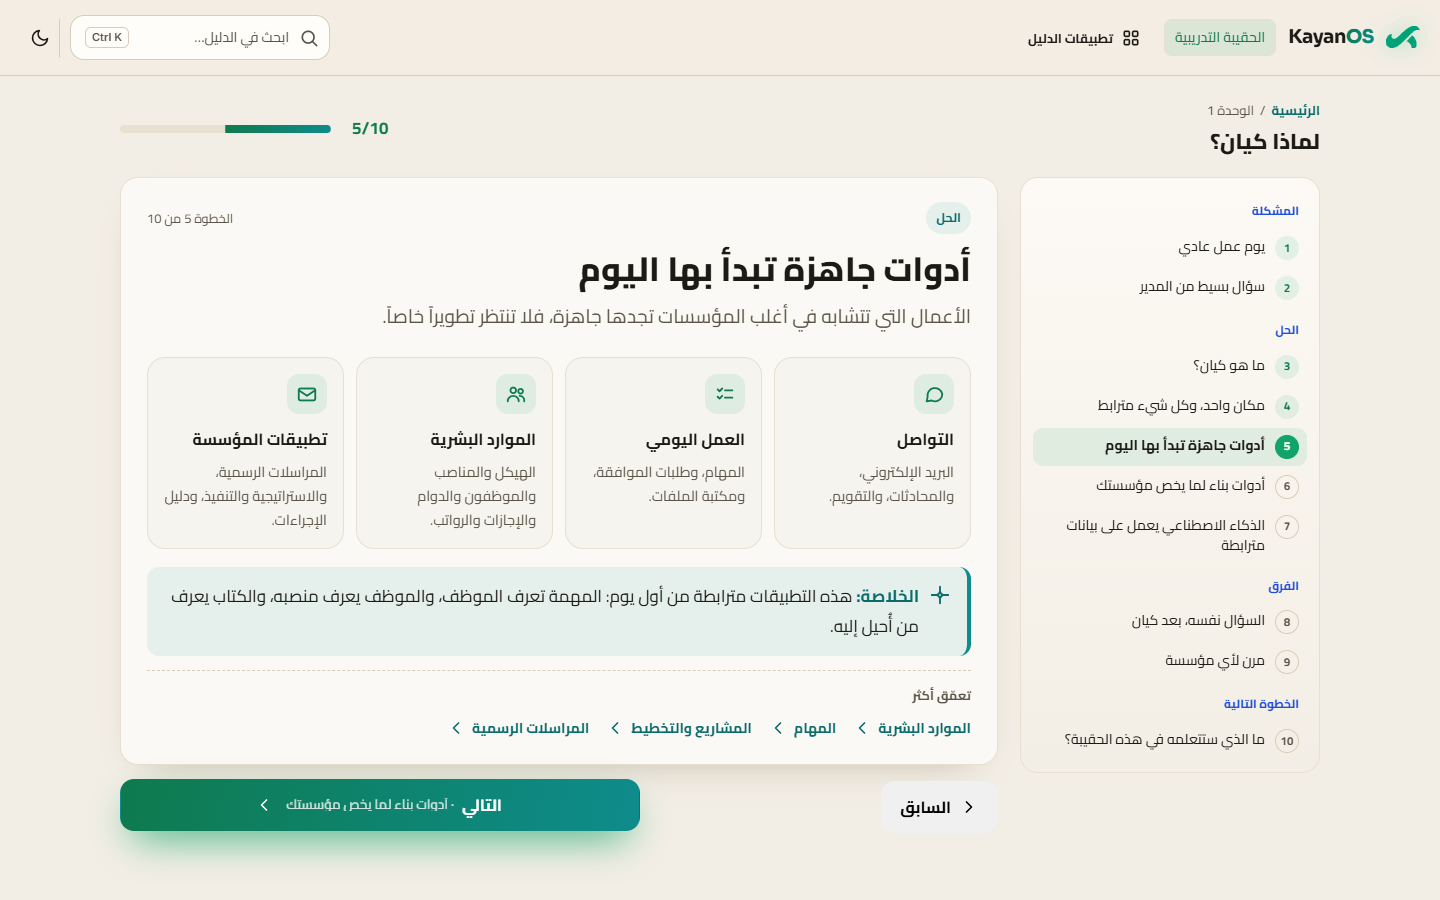 KayanOS
الحقيبة التدريبية
تطبيقات الدليل
ابحث في الدليل...
Ctrl K
الرئيسية / الوحدة 1
لماذا كيان؟
5/10
المشكلة
1 يوم عمل عادي
2 سؤال بسيط من المدير
الحل
3 ما هو كيان؟
4 مكان واحد، وكل شيء مترابط
5 أدوات جاهزة تبدأ بها اليوم
6 أدوات بناء لما يخص مؤسستك
7 الذكاء الاصطناعي يعمل على بيانات
مترابطة
الفرق
8 السؤال نفسه، بعد كيان
9 مرن لأي مؤسسة
الخطوة التالية
10 ما الذي ستتعلمه في هذه الحقيبة؟
الحل
الخطوة 5 من 10
أدوات جاهزة تبدأ بها اليوم
الأعمال التي تتشابه في أغلب المؤسسات تجدها جاهزة، فلا تنتظر تطويراً خاصاً.
التواصل
البريد الإلكتروني،
والمحادثات، والتقويم.
العمل اليومي
المهام، وطلبات الموافقة،
ومكتبة الملفات.
الموارد البشرية
الهيكل والمناصب
والموظفون والدوام
والإجازات والرواتب.
تطبيقات المؤسسة
المراسلات الرسمية،
والاستراتيجية والتنفيذ، ودليل
الإجراءات.
الخلاصة: هذه التطبيقات مترابطة من أول يوم: المهمة تعرف الموظف، والموظف يعرف منصبه، والكتاب يعرف
من أُحيل إليه.
تعمّق أكثر
الموارد البشرية
المهام
المشاريع والتخطيط
المراسلات الرسمية
السابق
التالي · أدوات بناء لما يخص مؤسستك